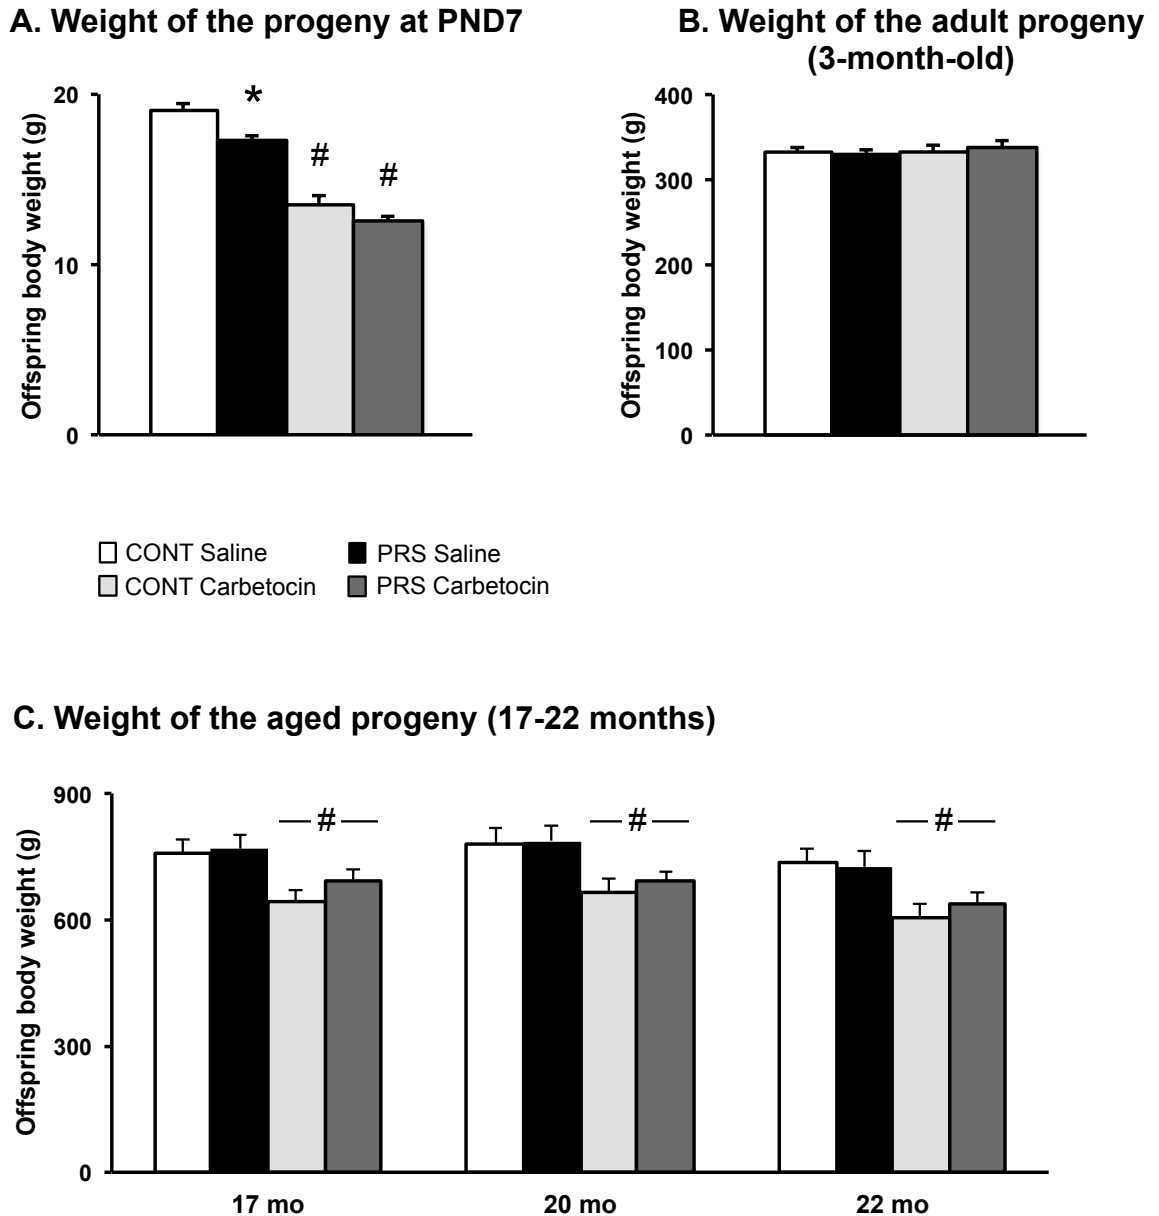 A. Weight of the progeny at PND7
Offspring body weight (g)
20
10
0
*
#
#
B. Weight of the adult progeny
(3-month-old)
Offspring body weight (g)
400
300
200
100
0
CONT Saline
PRS Saline
CONT Carbetocin
PRS Carbetocin
C. Weight of the aged progeny (17-22 months)
Offspring body weight (g)
900
600
300
0
#
#
#
17 mo
20 mo
22 mo